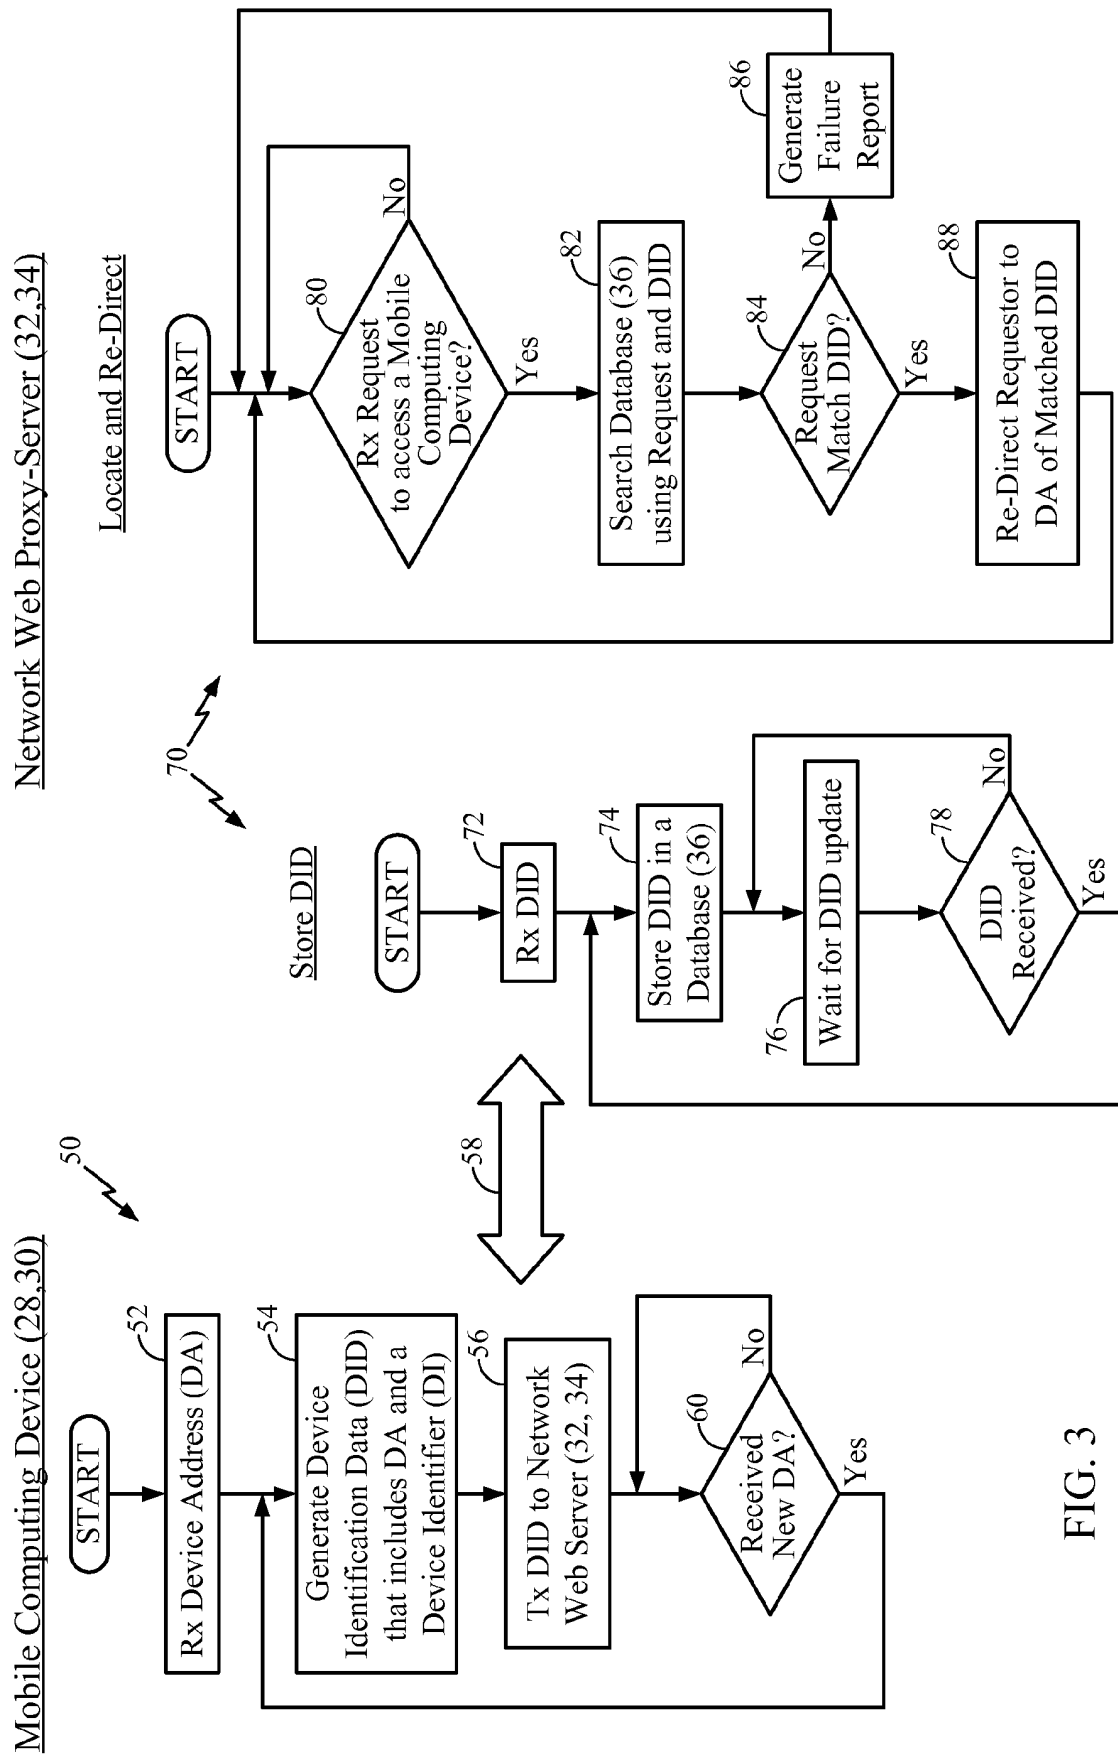 Mobile Computing Device (28,30)
50
START
52
Rx Device Address (DA)
54
Generate Device
Identification Data (DID)
that includes DA and a
Device Identifier (DI)
56
Tx DID to Network
Web Server (32, 34)
60
Received
New DA?
No
Yes
58
Network Web Proxy-Server (32,34)
70
Store DID
START
72
Rx DID
74
Store DID in a
Database (36)
76
Wait for DID update
78
DID
Received?
No
Yes
Locate and Re-Direct
START
80
Rx Request
to access a Mobile
Computing
Device?
No
Yes
82
Search Database (36)
using Request and DID
84
Request
Match DID?
No
Yes
86
Generate
Failure
Report
88
Re-Direct Requestor to
DA of Matched DID
FIG. 3